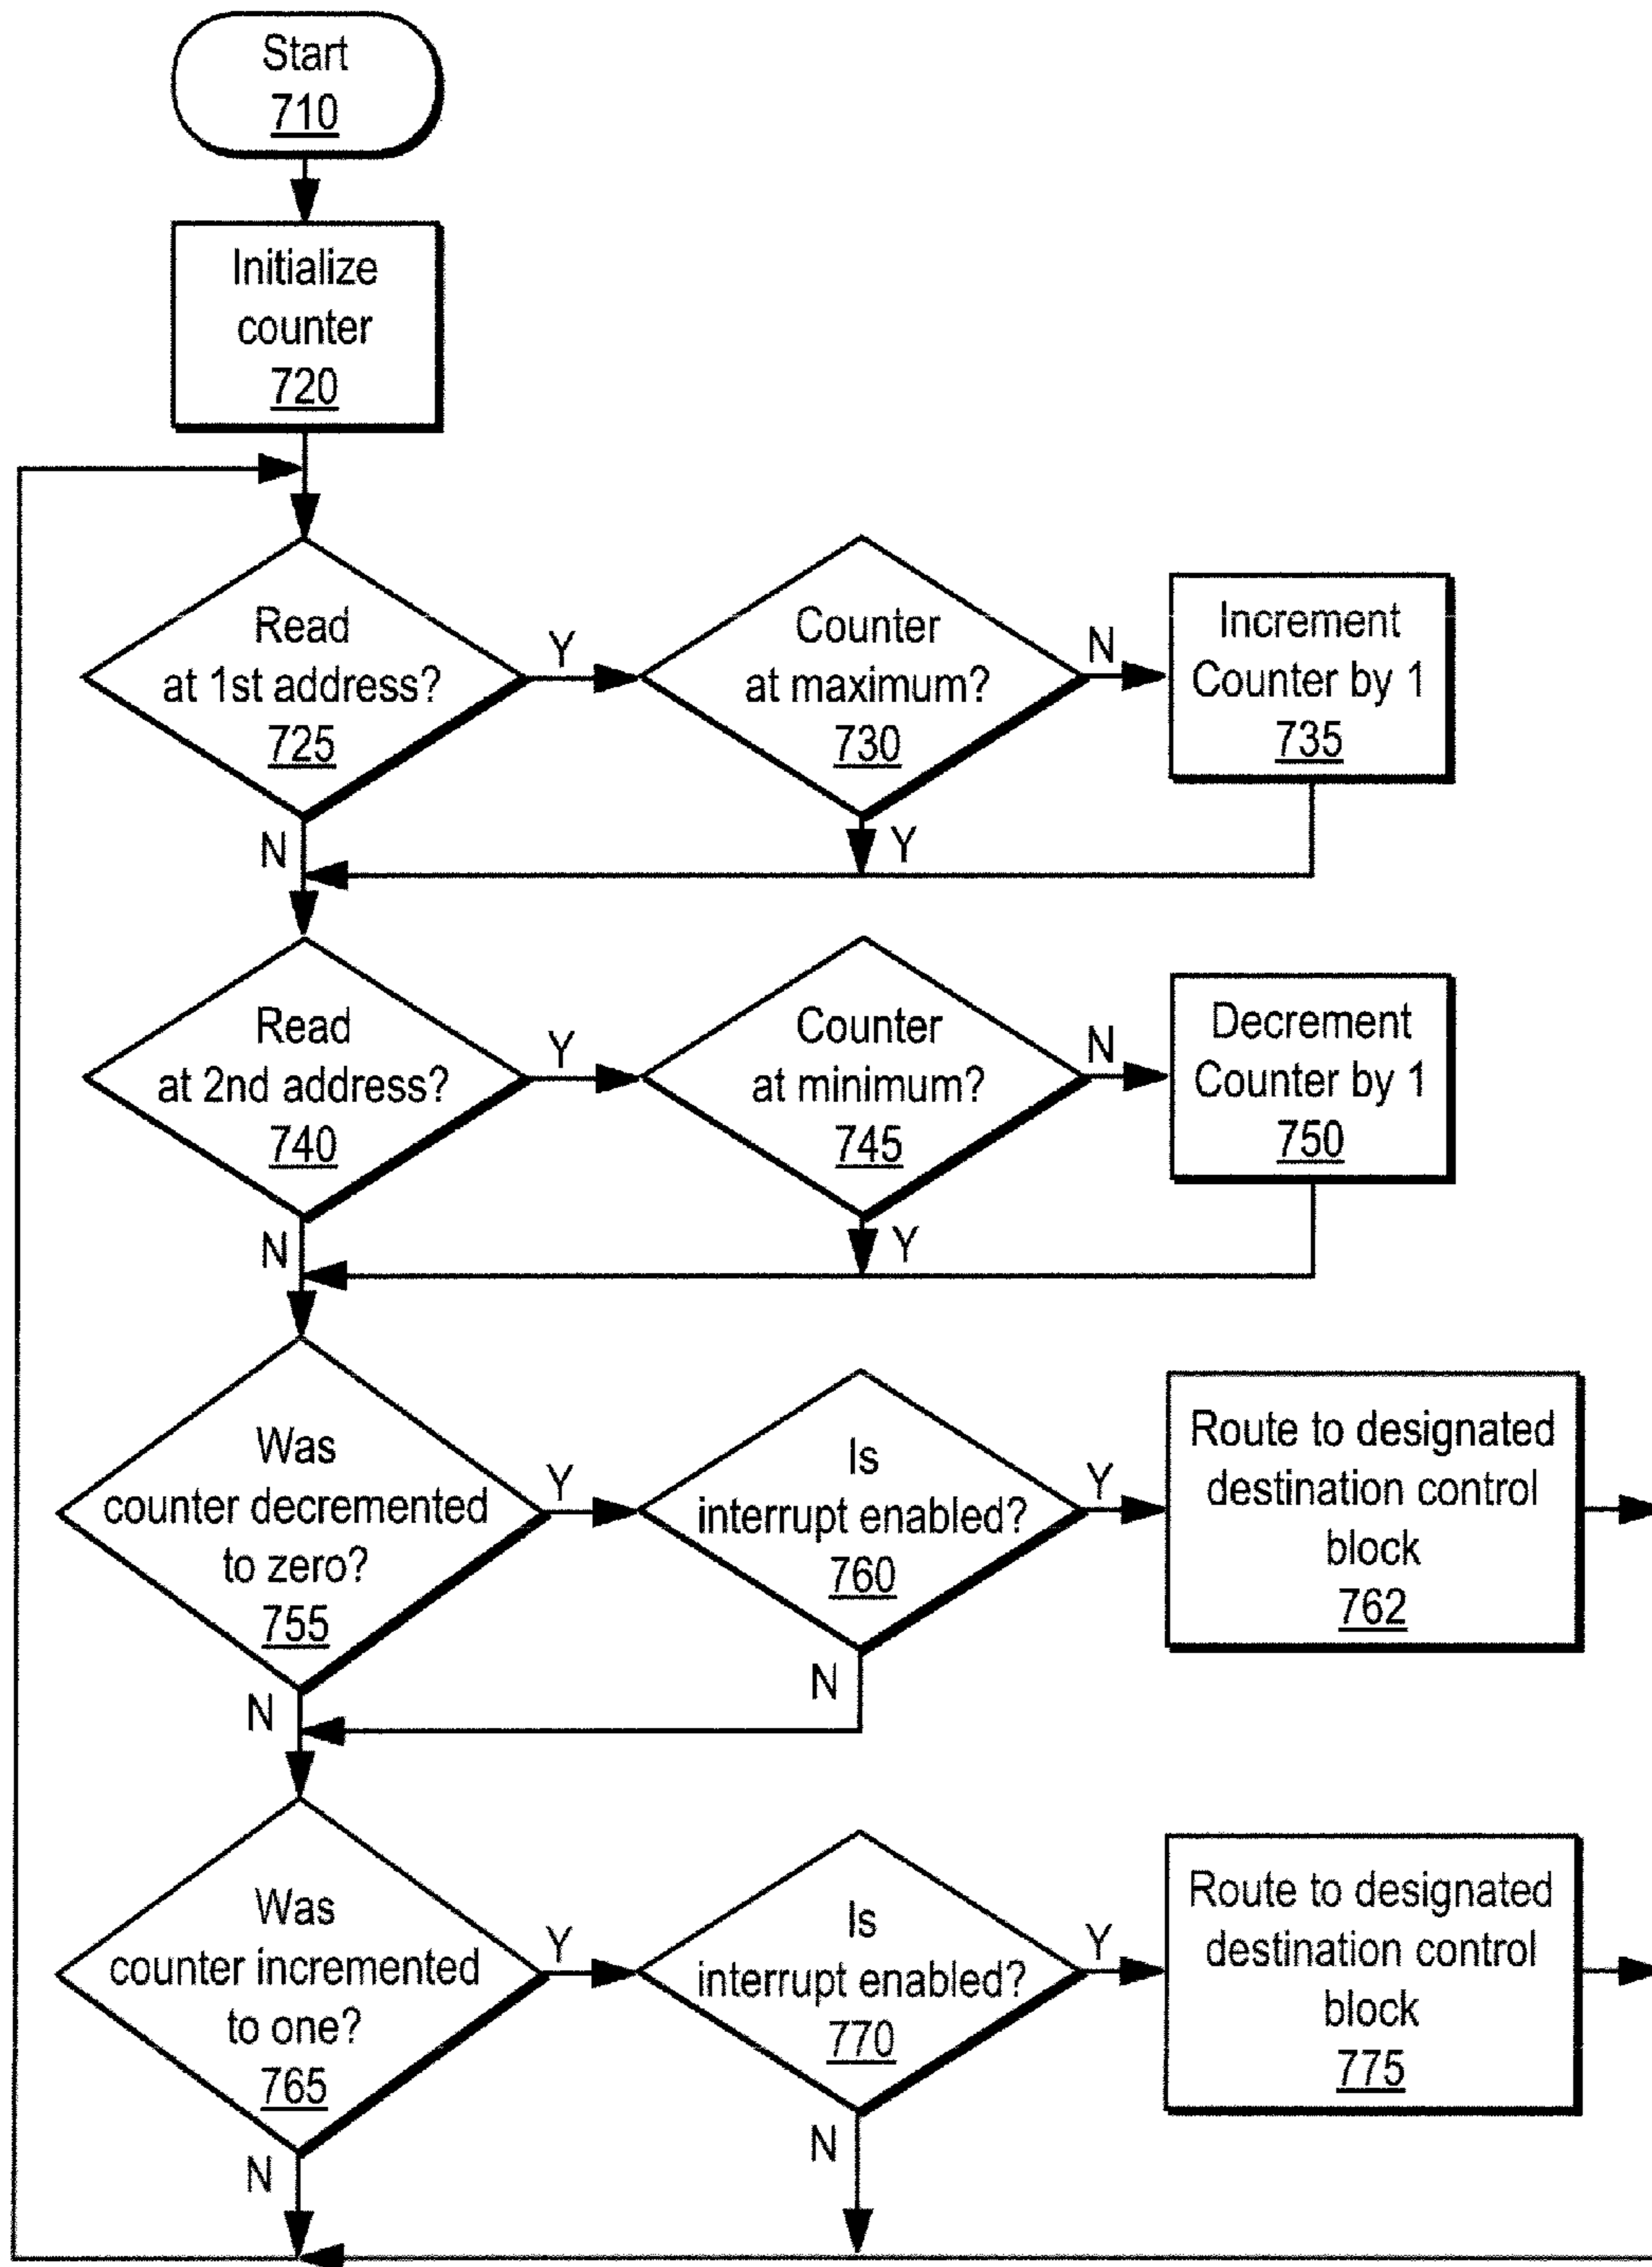 Start
710
Initialize
counter
720
Read
at 1st address?
725
Y
N
Counter
at maximum?
730
N
Y
Increment
Counter by 1
735
Read
at 2nd address?
740
Y
N
Counter
at minimum?
745
N
Y
Decrement
Counter by 1
750
Was
counter decremented
to zero?
755
Y
N
Is
interrupt enabled?
760
Y
N
Route to designated
destination control
block
762
Was
counter incremented
to one?
765
Y
N
Is
interrupt enabled?
770
Y
N
Route to designated
destination control
block
775